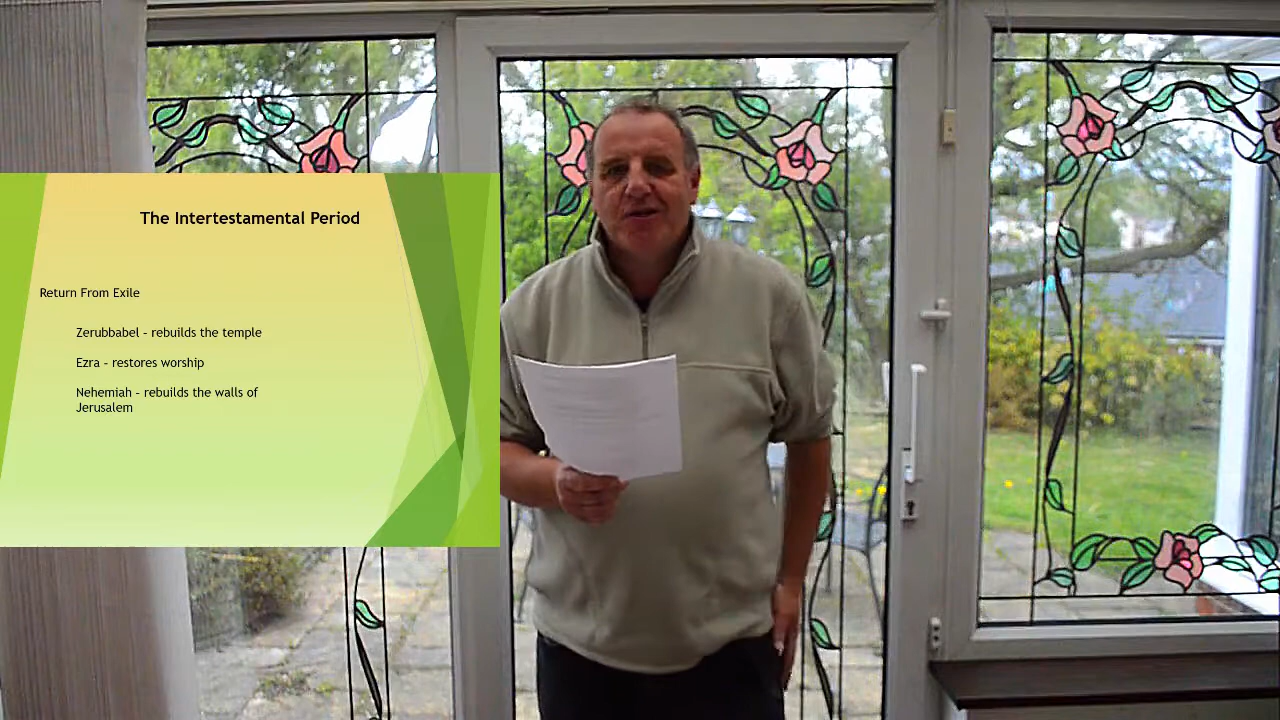 The Intertestamental Period
Return From Exile
Zerubbabel – rebuilds the temple
Ezra – restores worship
Nehemiah – rebuilds the walls of
Jerusalem